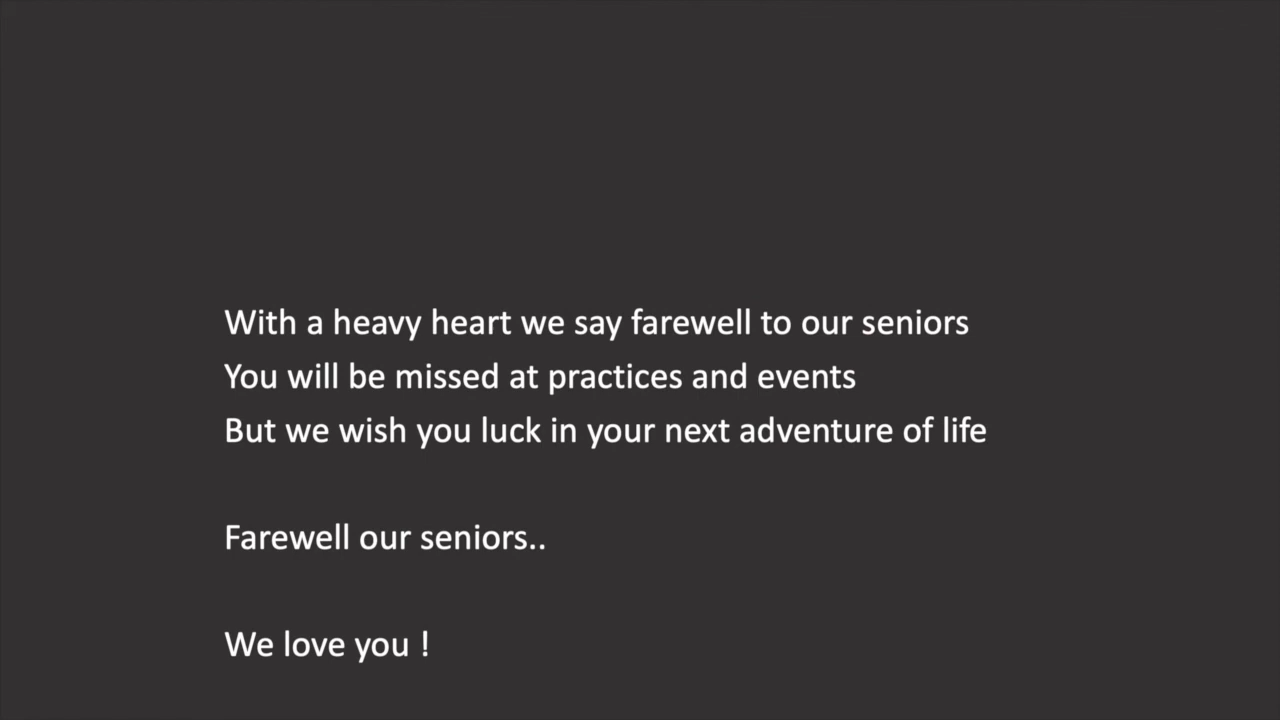 With a heavy heart we say farewell to our seniors
You will be missed at practices and events
But we wish you luck in your next adventure of life
Farewell our seniors..
We love you !